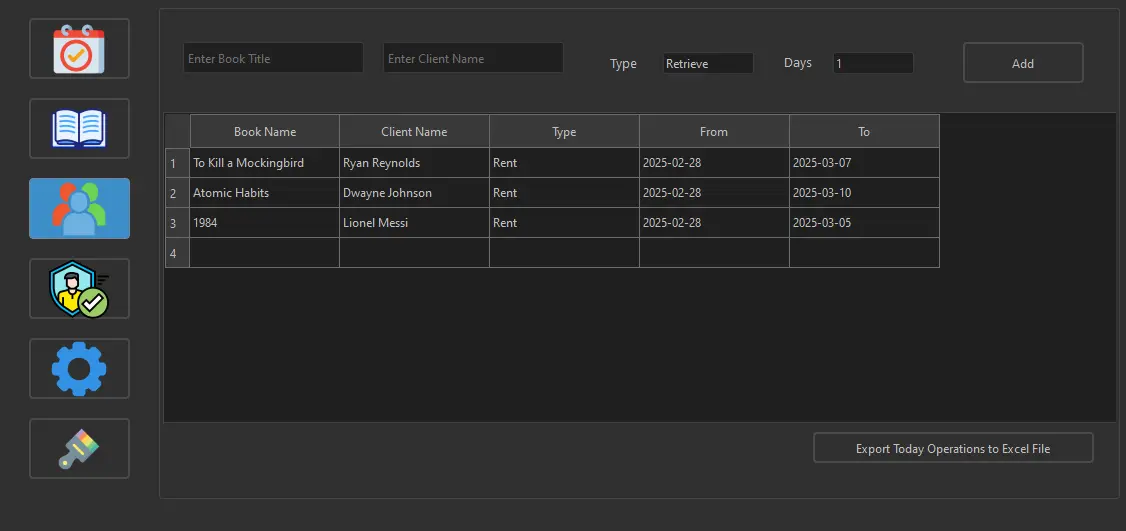 Enter Book Title Enter Client Name Type Retrieve Days 1 Add
Book Name Client Name Type From To
1 To Kill a Mockingbird Ryan Reynolds Rent 2025-02-28 2025-03-07
2 Atomic Habits Dwayne Johnson Rent 2025-02-28 2025-03-10
3 1984 Lionel Messi Rent 2025-02-28 2025-03-05
4
Export Today Operations to Excel File